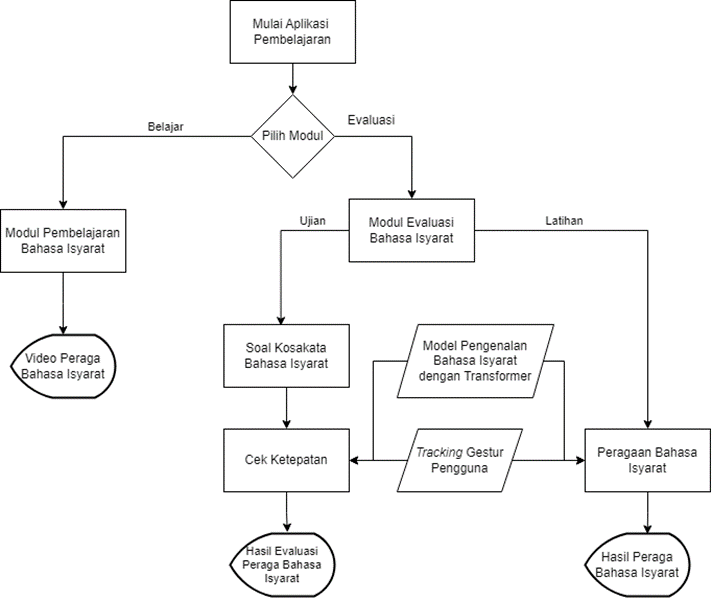 Mulai Aplikasi
Pembelajaran
Pilih Modul
Belajar
Evaluasi
Modul Pembelajaran
Bahasa Isyarat
Modul Evaluasi
Bahasa Isyarat
Ujian
Latihan
Video Peraga
Bahasa Isyarat
Soal Kosakata
Bahasa Isyarat
Model Pengenalan
Bahasa Isyarat
dengan Transformer
Cek Ketepatan
Tracking Gestur
Pengguna
Peragaan Bahasa
Isyarat
Hasil Evaluasi
Peraga Bahasa
Isyarat
Hasil Peraga
Bahasa Isyarat